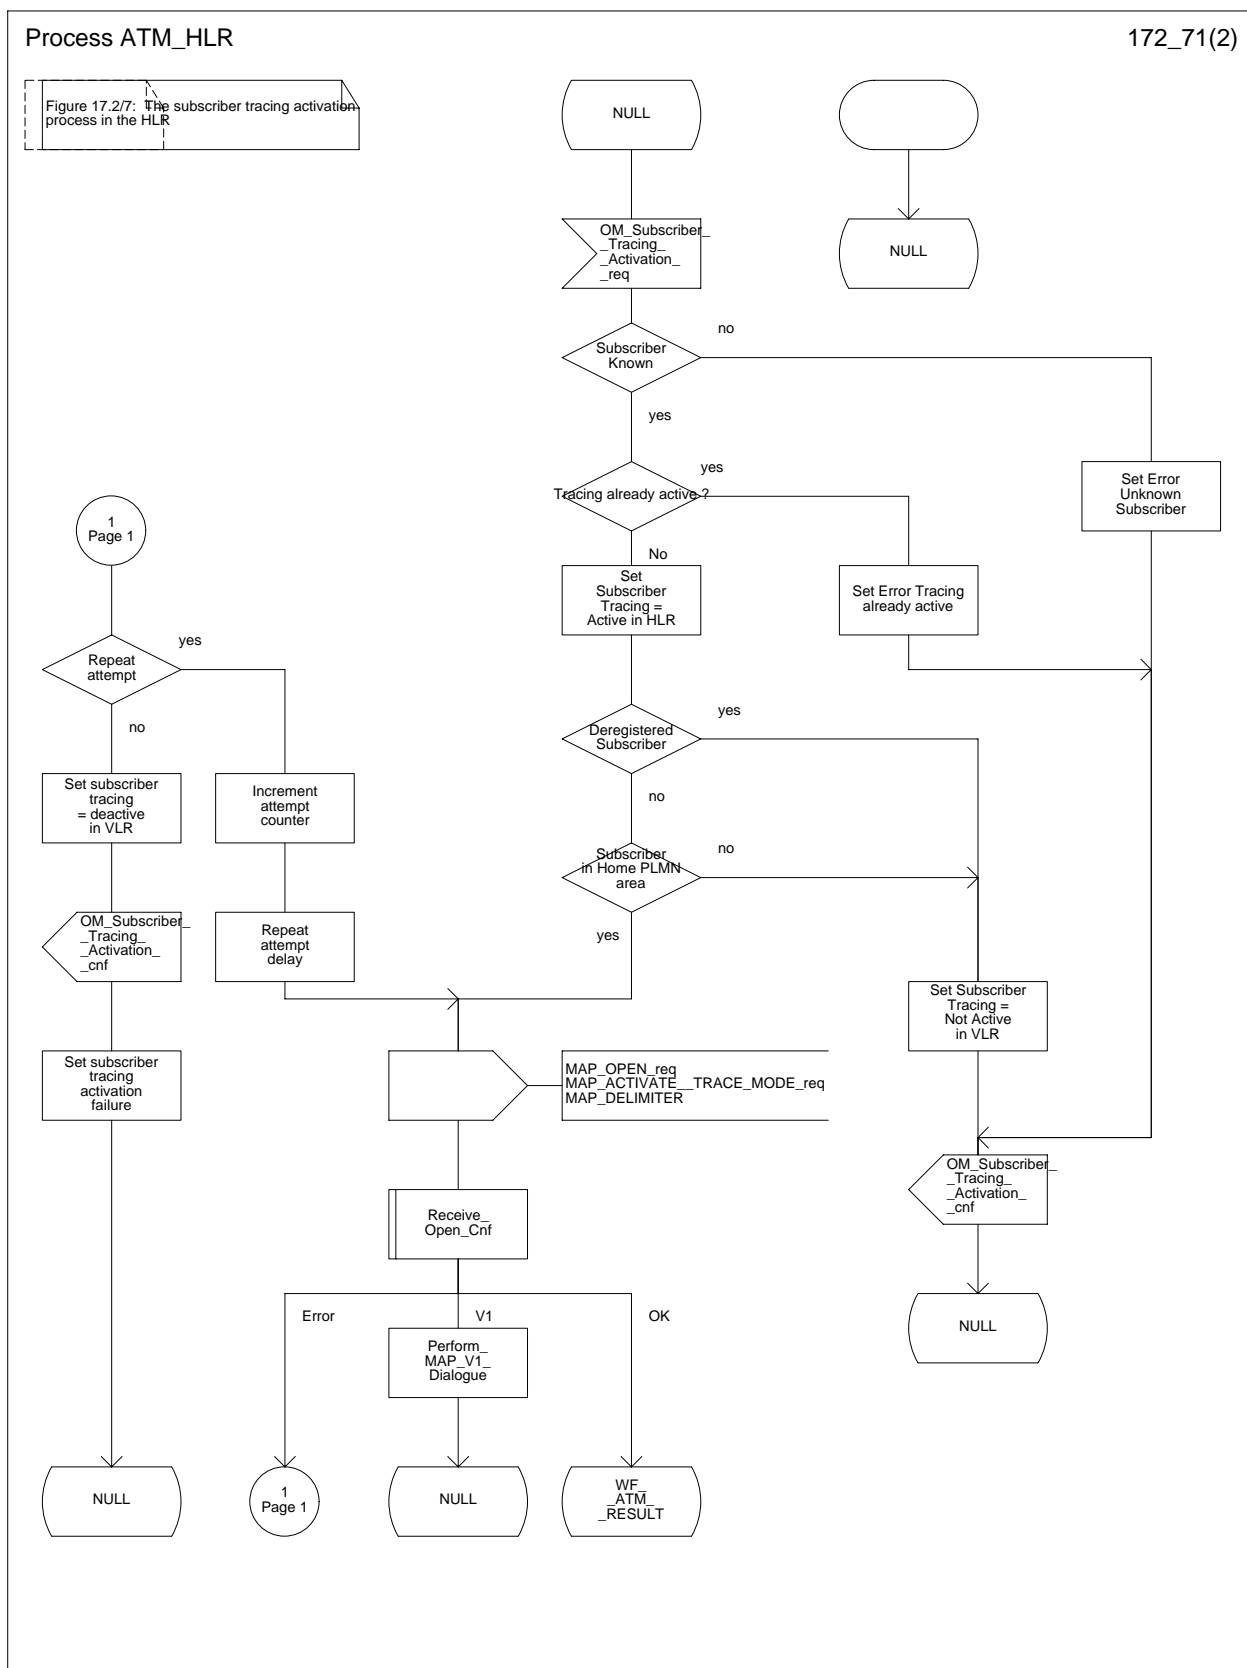 Process ATM_HLR
172_71(2)
Figure 17.2/7: The subscriber tracing activation
process in the HLR
NULL
OM_Subscriber_
_Tracing_
_Activation_
_req
NULL
Subscriber
Known
no
yes
Tracing already active ?
yes
No
Set Error
Unknown
Subscriber
Set
Subscriber
Tracing =
Active in HLR
Set Error Tracing
already active
Deregistered
Subscriber
yes
no
Subscriber
in Home PLMN
area
no
yes
1
Page 1
Repeat
attempt
yes
no
Set subscriber
tracing
= deactive
in VLR
Increment
attempt
counter
OM_Subscriber_
_Tracing_
_Activation_
_cnf
Repeat
attempt
delay
Set subscriber
tracing
activation
failure
Set Subscriber
Tracing =
Not Active
in VLR
MAP_OPEN_req
MAP_ACTIVATE__TRACE_MODE_req
MAP_DELIMITER
OM_Subscriber_
_Tracing_
_Activation_
_cnf
Receive_
Open_Cnf
Error
V1
OK
Perform_
MAP_V1_
Dialogue
NULL
NULL
1
Page 1
NULL
WF_
_ATM_
_RESULT